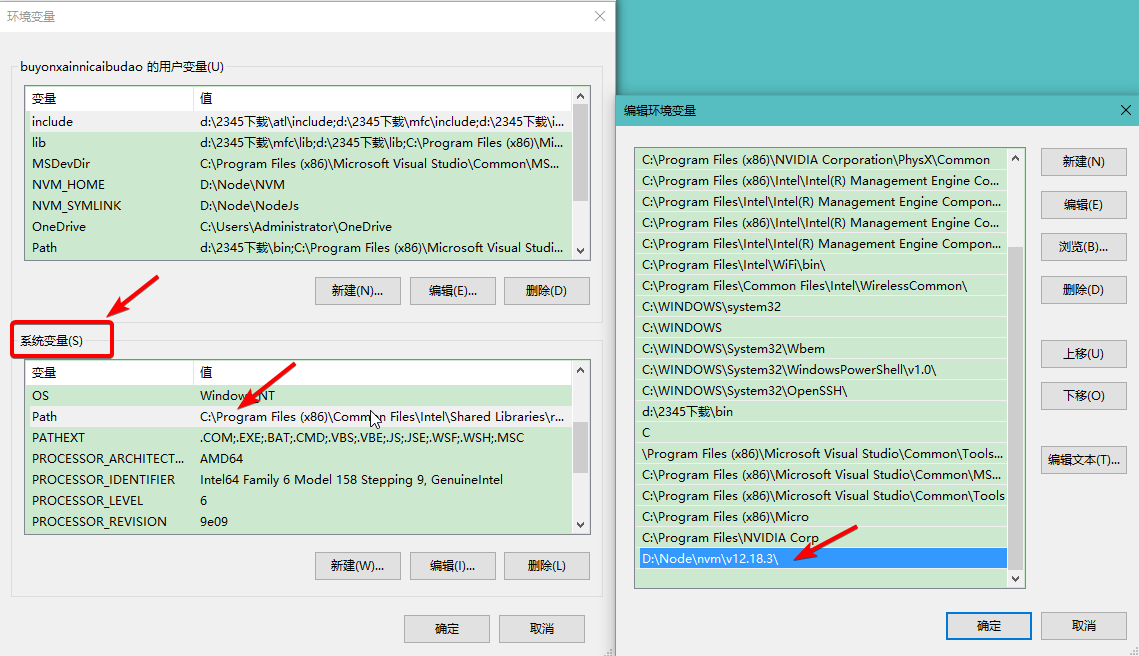 环境变量
buyonxainnicaibudao 的用户变量(U)
变量 值
include d:\2345下载\atl\include;d:\2345下载\mfc\include;d:\2345下载\i...
lib d:\2345下载\mfc\lib;d:\2345下载\lib;C:\Program Files (x86)\Mi...
MSDevDir C:\Program Files (x86)\Microsoft Visual Studio\Common\MS...
NVM_HOME D:\Node\NVM
NVM_SYMLINK D:\Node\NodeJs
OneDrive C:\Users\Administrator\OneDrive
Path d:\2345下载\bin;C:\Program Files (x86)\Microsoft Visual Studi...
新建(N)... 编辑(E)... 删除(D)
系统变量(S)
变量 值
OS Windows_NT
Path C:\Program Files (x86)\Common Files\Intel\Shared Libraries\r...
PATHEXT .COM;.EXE;.BAT;.CMD;.VBS;.VBE;.JS;.JSE;.WSF;.WSH;.MSC
PROCESSOR_ARCHITECT... AMD64
PROCESSOR_IDENTIFIER Intel64 Family 6 Model 158 Stepping 9, GenuineIntel
PROCESSOR_LEVEL 6
PROCESSOR_REVISION 9e09
新建(W)... 编辑(I)... 删除(L)
确定 取消
编辑环境变量
C:\Program Files (x86)\NVIDIA Corporation\PhysX\Common
C:\Program Files (x86)\Intel\Intel(R) Management Engine Co...
C:\Program Files\Intel\Intel(R) Management Engine Compon...
C:\Program Files (x86)\Intel\Intel(R) Management Engine Co...
C:\Program Files\Intel\Intel(R) Management Engine Compon...
C:\Program Files\Intel\WiFi\bin\
C:\Program Files\Common Files\Intel\WirelessCommon\
C:\WINDOWS\system32
C:\WINDOWS
C:\WINDOWS\System32\Wbem
C:\WINDOWS\System32\WindowsPowerShell\v1.0\
C:\WINDOWS\System32\OpenSSH\
d:\2345下载\bin
C
\Program Files (x86)\Microsoft Visual Studio\Common\Tools...
C:\Program Files (x86)\Microsoft Visual Studio\Common\MS...
C:\Program Files (x86)\Microsoft Visual Studio\Common\Tools
C:\Program Files (x86)\Micro
C:\Program Files\NVIDIA Corp
D:\Node\nvm\v12.18.3\
新建(N)
编辑(E)
浏览(B)...
删除(D)
上移(U)
下移(O)
编辑文本(T)...
确定 取消